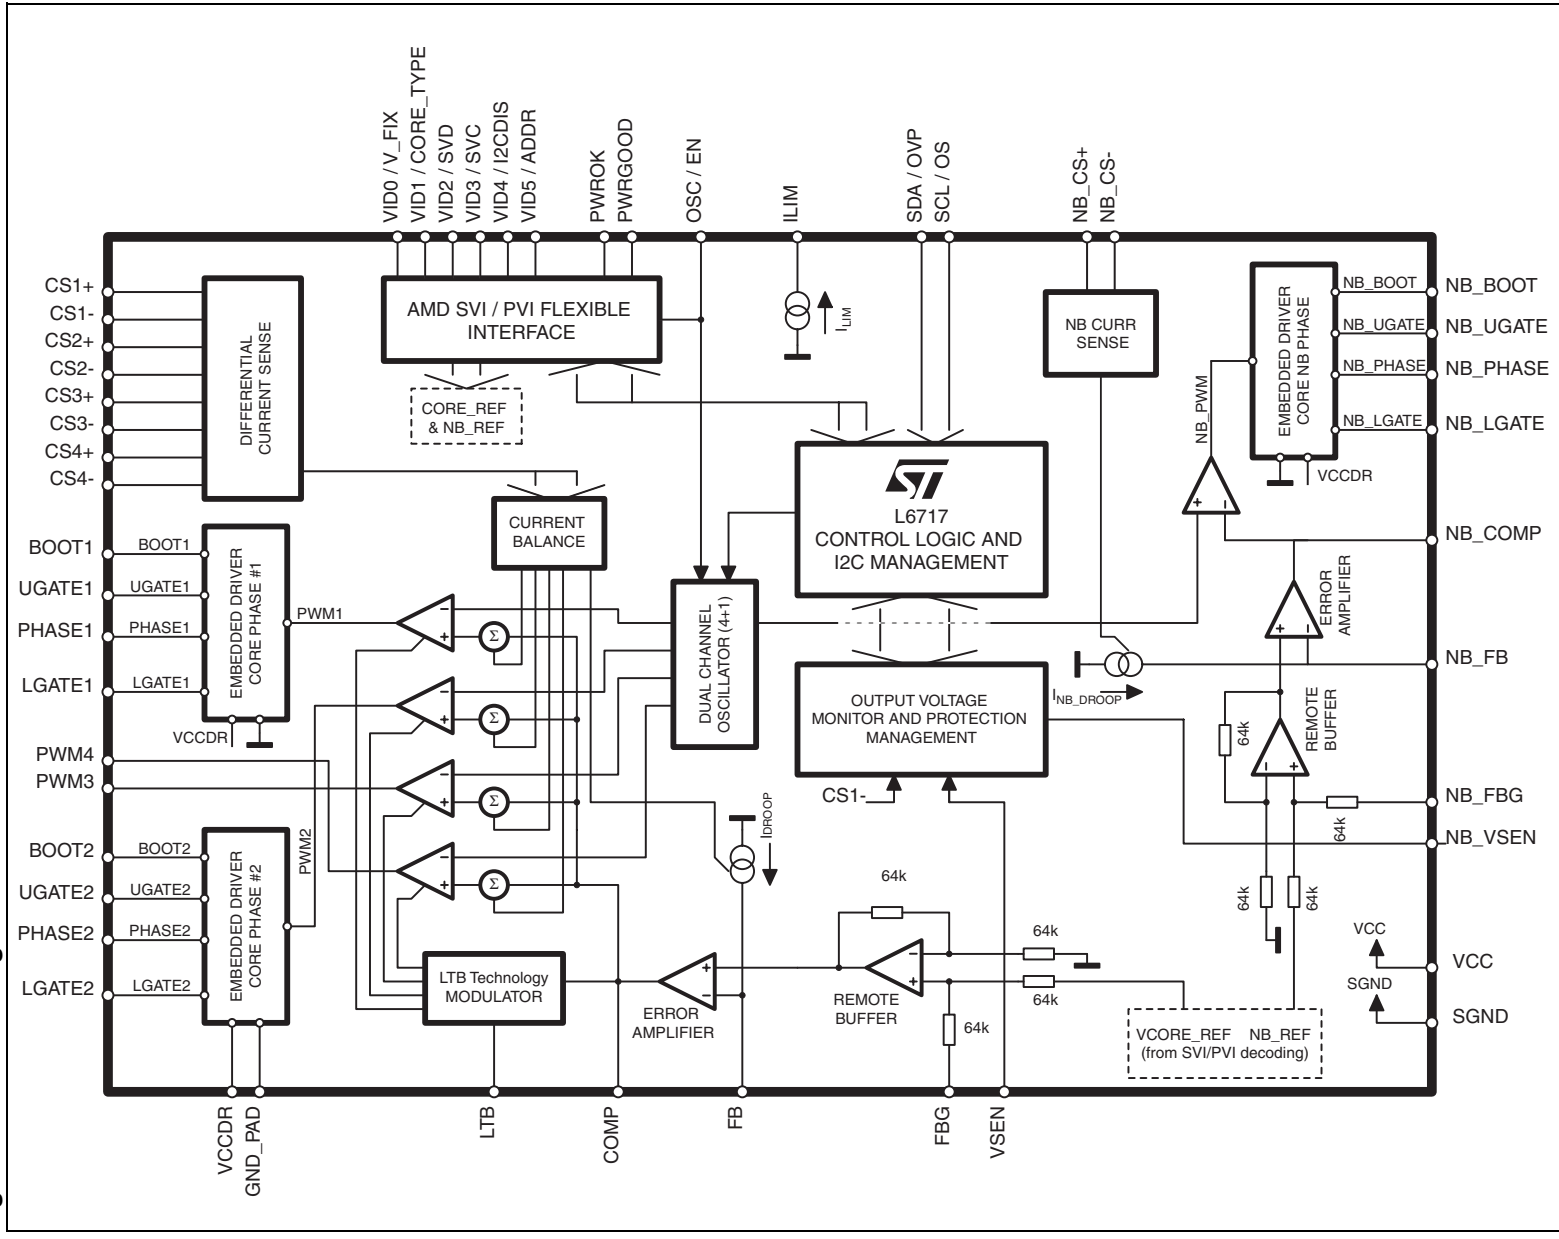 VID0 / V_FIX
VID1 / CORE_TYPE
VID2 / SVD
VID3 / SVC
VID4 / I2CDIS
VID5 / ADDR
PWROK
PWRGOOD
OSC / EN
ILIM
SDA / OVP
SCL / OS
NB_CS+
NB_CS-
CS1+
CS1-
CS2+
CS2-
CS3+
CS3-
CS4+
CS4-
DIFFERENTIAL
CURRENT SENSE
AMD SVI / PVI FLEXIBLE
INTERFACE
CORE_REF
& NB_REF
ILIM
NB CURR
SENSE
EMBEDDED DRIVER
CORE NB PHASE
NB_BOOT
NB_UGATE
NB_PHASE
NB_LGATE
NB_BOOT
NB_UGATE
NB_PHASE
NB_LGATE
VCCDR
NB_PWM
+
-
CURRENT
BALANCE
ST
L6717
CONTROL LOGIC AND
I2C MANAGEMENT
NB_COMP
ERROR
AMPLIFIER
+
-
NB_FB
BOOT1
UGATE1
PHASE1
LGATE1
BOOT1
UGATE1
PHASE1
LGATE1
EMBEDDED DRIVER
CORE PHASE #1
VCCDR
PWM1
-
+
Σ
-
+
Σ
-
+
Σ
-
+
Σ
DUAL CHANNEL
OSCILLATOR (4+1)
OUTPUT VOLTAGE
MONITOR AND PROTECTION
MANAGEMENT
CS1-
INB_DROOP
64k
REMOTE
BUFFER
-
+
NB_FBG
64k
NB_VSEN
64k
64k
PWM4
PWM3
BOOT2
UGATE2
PHASE2
LGATE2
BOOT2
UGATE2
PHASE2
LGATE2
EMBEDDED DRIVER
CORE PHASE #2
PWM2
IDROOP
LTB Technology
MODULATOR
+
-
ERROR
AMPLIFIER
64k
-
+
REMOTE
BUFFER
64k
64k
64k
VCORE_REF NB_REF
(from SVI/PVI decoding)
VCC
VCC
SGND
SGND
VCCDR
GND_PAD
LTB
COMP
FB
FBG
VSEN